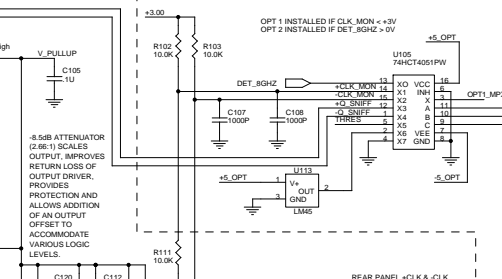 +3.00
OPT 1 INSTALLED IF CLK_MON < +3V
OPT 2 INSTALLED IF DET_8GHZ > 0V
+5_OPT
igh
V_PULLUP
R102
10.0K
R103
10.0K
U105
74HCT4051PW
C105
.1U
DET_8GHZ
+CLK_MON
-CLK_MON
+Q_SNIFF
-Q_SNIFF
THRES
13
14
15
12
1
5
2
4
X0
X1
X2
X3
X4
X5
X6
X7
VCC
INH
X
A
B
C
VEE
GND
16
6
3
11
10
9
7
8
OPT1_MP
C107
1000P
C108
1000P
-8.5dB ATTENUATOR
(2.66:1) SCALES
OUTPUT, IMPROVES
RETURN LOSS OF
OUTPUT DRIVER,
PROVIDES
PROTECTION AND
ALLOWS ADDITION
OF AN OUTPUT
OFFSET TO
ACCOMMODATE
VARIOUS LOGIC
LEVELS.
U113
+5_OPT
1
V+
OUT
2
3
GND
LM45
-5_OPT
R111
10.0K
C120
C112
REAR PANEL +CLK & -CLK